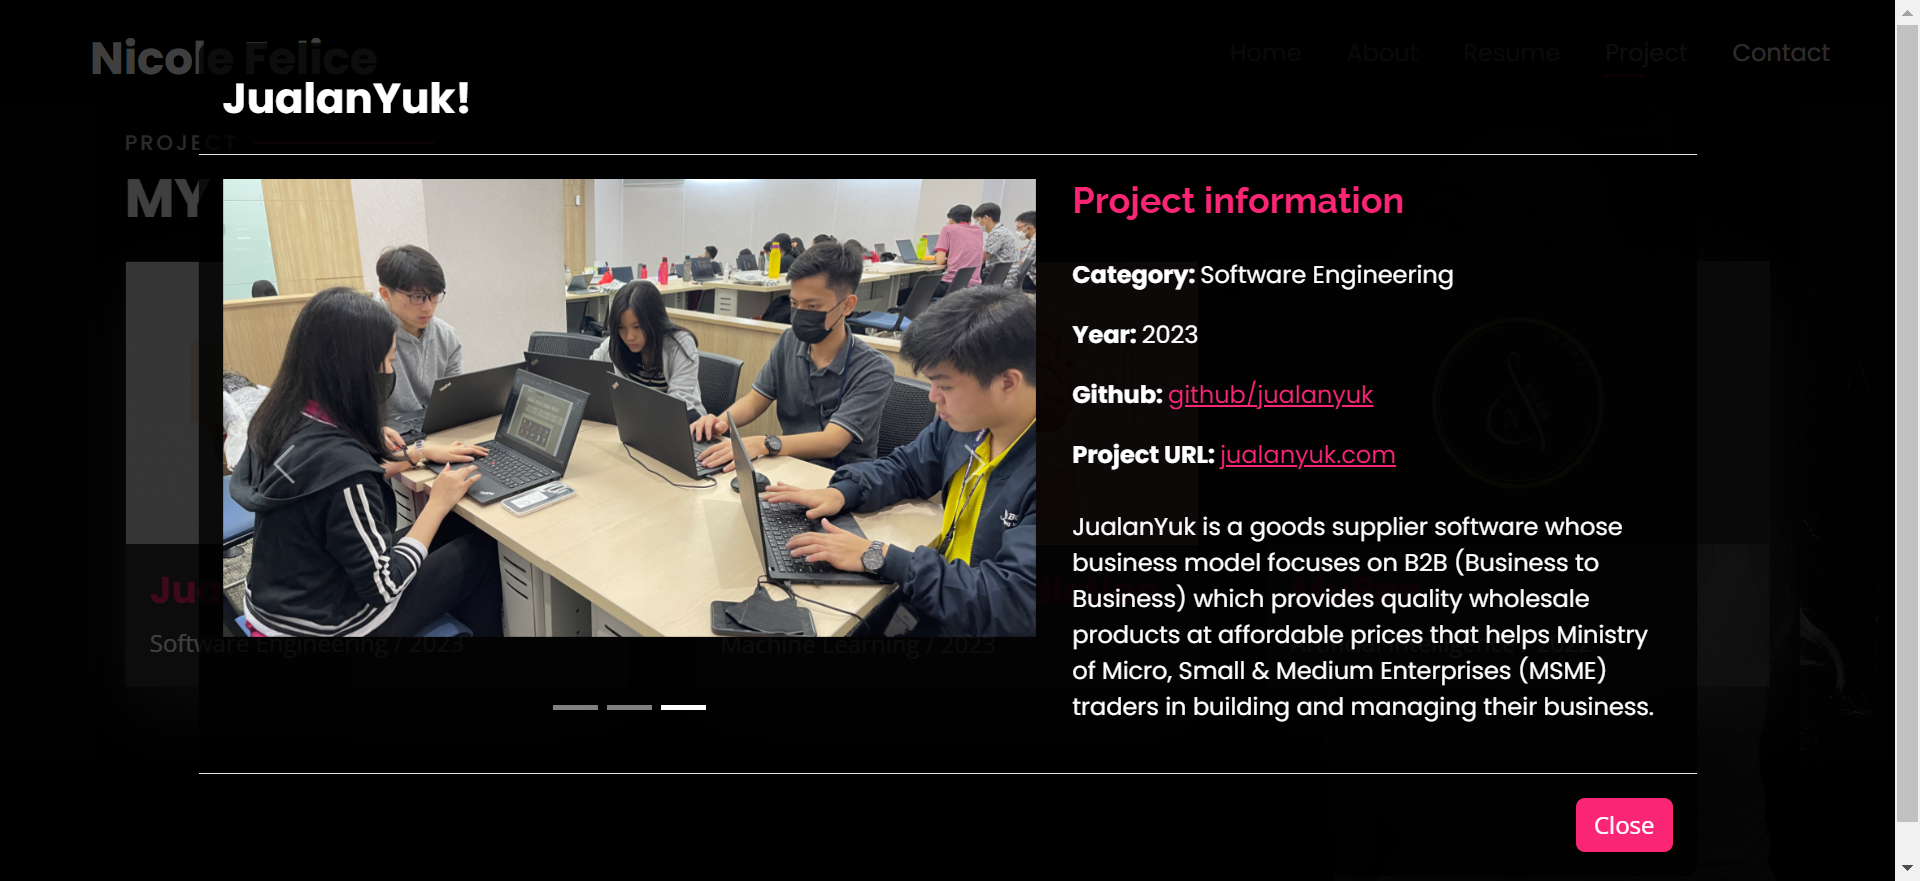 Nicole Felice
Home About Resume Project Contact
JualanYuk!
PROJECT
MY
Project information
Category: Software Engineering
Year: 2023
Github: github/jualanyuk
Project URL: jualanyuk.com
JualanYuk is a goods supplier software whose
business model focuses on B2B (Business to
Business) which provides quality wholesale
products at affordable prices that helps Ministry
of Micro, Small & Medium Enterprises (MSME)
traders in building and managing their business.
Ju
Software Engineering / 2023
Machine Learning / 2023
Artificial Intelligence / 2022
Close